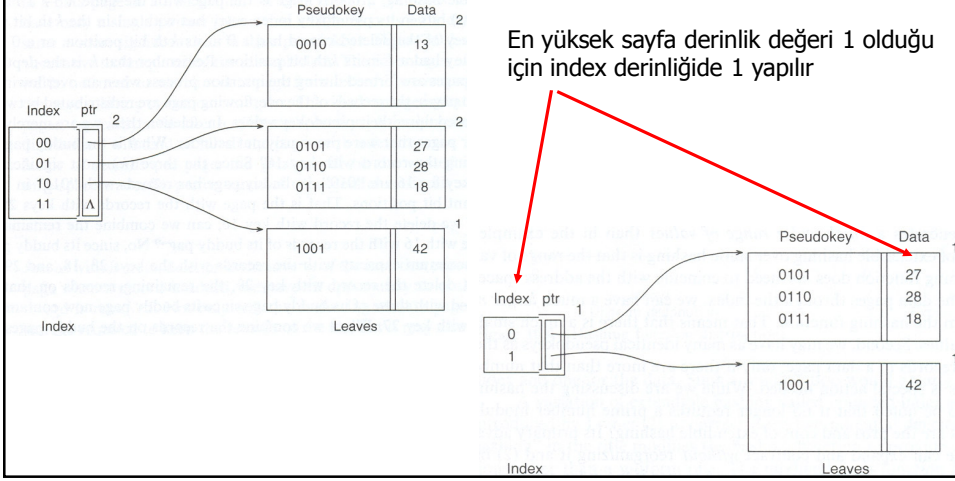 Pseudokey Data
2
0010 13
2
0101 27
0110 28
0111 18
1
1001 42
Index ptr
2
00
01
10
11 Λ
Index
Leaves
En yüksek sayfa derinlik değeri 1 olduğu
için index derinliğide 1 yapılır
Pseudokey Data
1
0101 27
0110 28
0111 18
1
1001 42
Index ptr
1
0
1
Index
Leaves